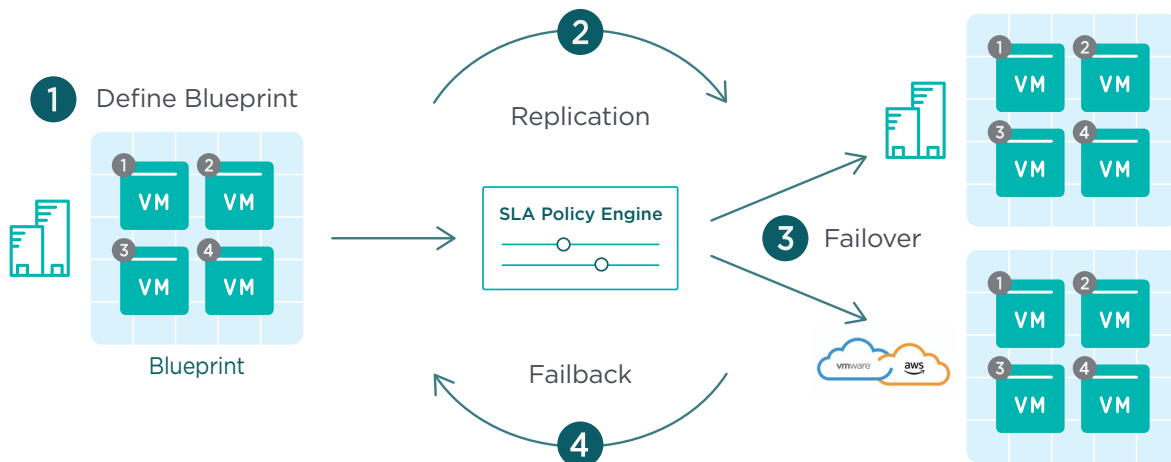 1 Define Blueprint
1 VM
2 VM
3 VM
4 VM
Blueprint
2
Replication
SLA Policy Engine
Failback
4
3 Failover
1 VM
2 VM
3 VM
4 VM
vmware
aws
1 VM
2 VM
3 VM
4 VM